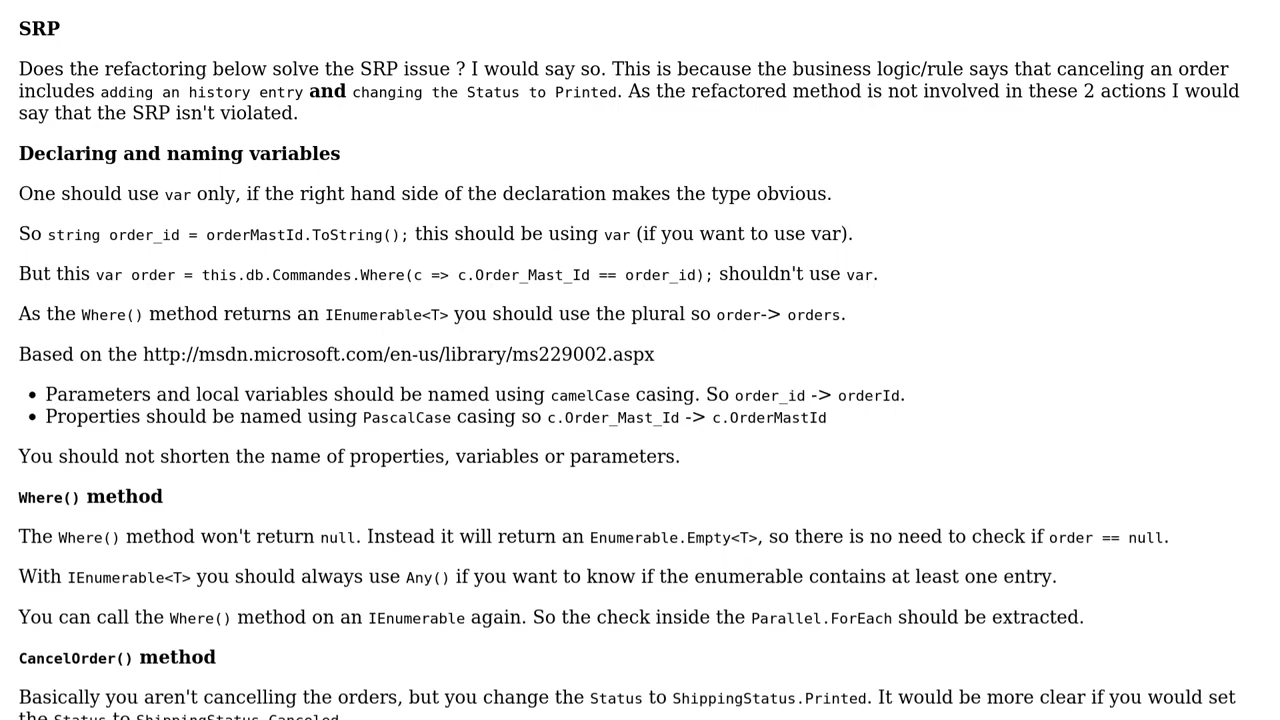 SRP
Does the refactoring below solve the SRP issue ? I would say so. This is because the business logic/rule says that canceling an order
includes adding an history entry and changing the Status to Printed. As the refactored method is not involved in these 2 actions I would
say that the SRP isn't violated.
Declaring and naming variables
One should use var only, if the right hand side of the declaration makes the type obvious.
So string order_id = orderMastId.ToString(); this should be using var (if you want to use var).
But this var order = this.db.Commandes.Where(c => c.Order_Mast_Id == order_id); shouldn't use var.
As the Where() method returns an IEnumerable<T> you should use the plural so order-> orders.
Based on the http://msdn.microsoft.com/en-us/library/ms229002.aspx
• Parameters and local variables should be named using camelCase casing. So order_id -> orderId.
• Properties should be named using PascalCase casing so c.Order_Mast_Id -> c.OrderMastId
You should not shorten the name of properties, variables or parameters.
Where() method
The Where() method won't return null. Instead it will return an Enumerable.Empty<T>, so there is no need to check if order == null.
With IEnumerable<T> you should always use Any() if you want to know if the enumerable contains at least one entry.
You can call the Where() method on an IEnumerable again. So the check inside the Parallel.ForEach should be extracted.
CancelOrder() method
Basically you aren't cancelling the orders, but you change the Status to ShippingStatus.Printed. It would be more clear if you would set
the Status to ShippingStatus.Canceled.